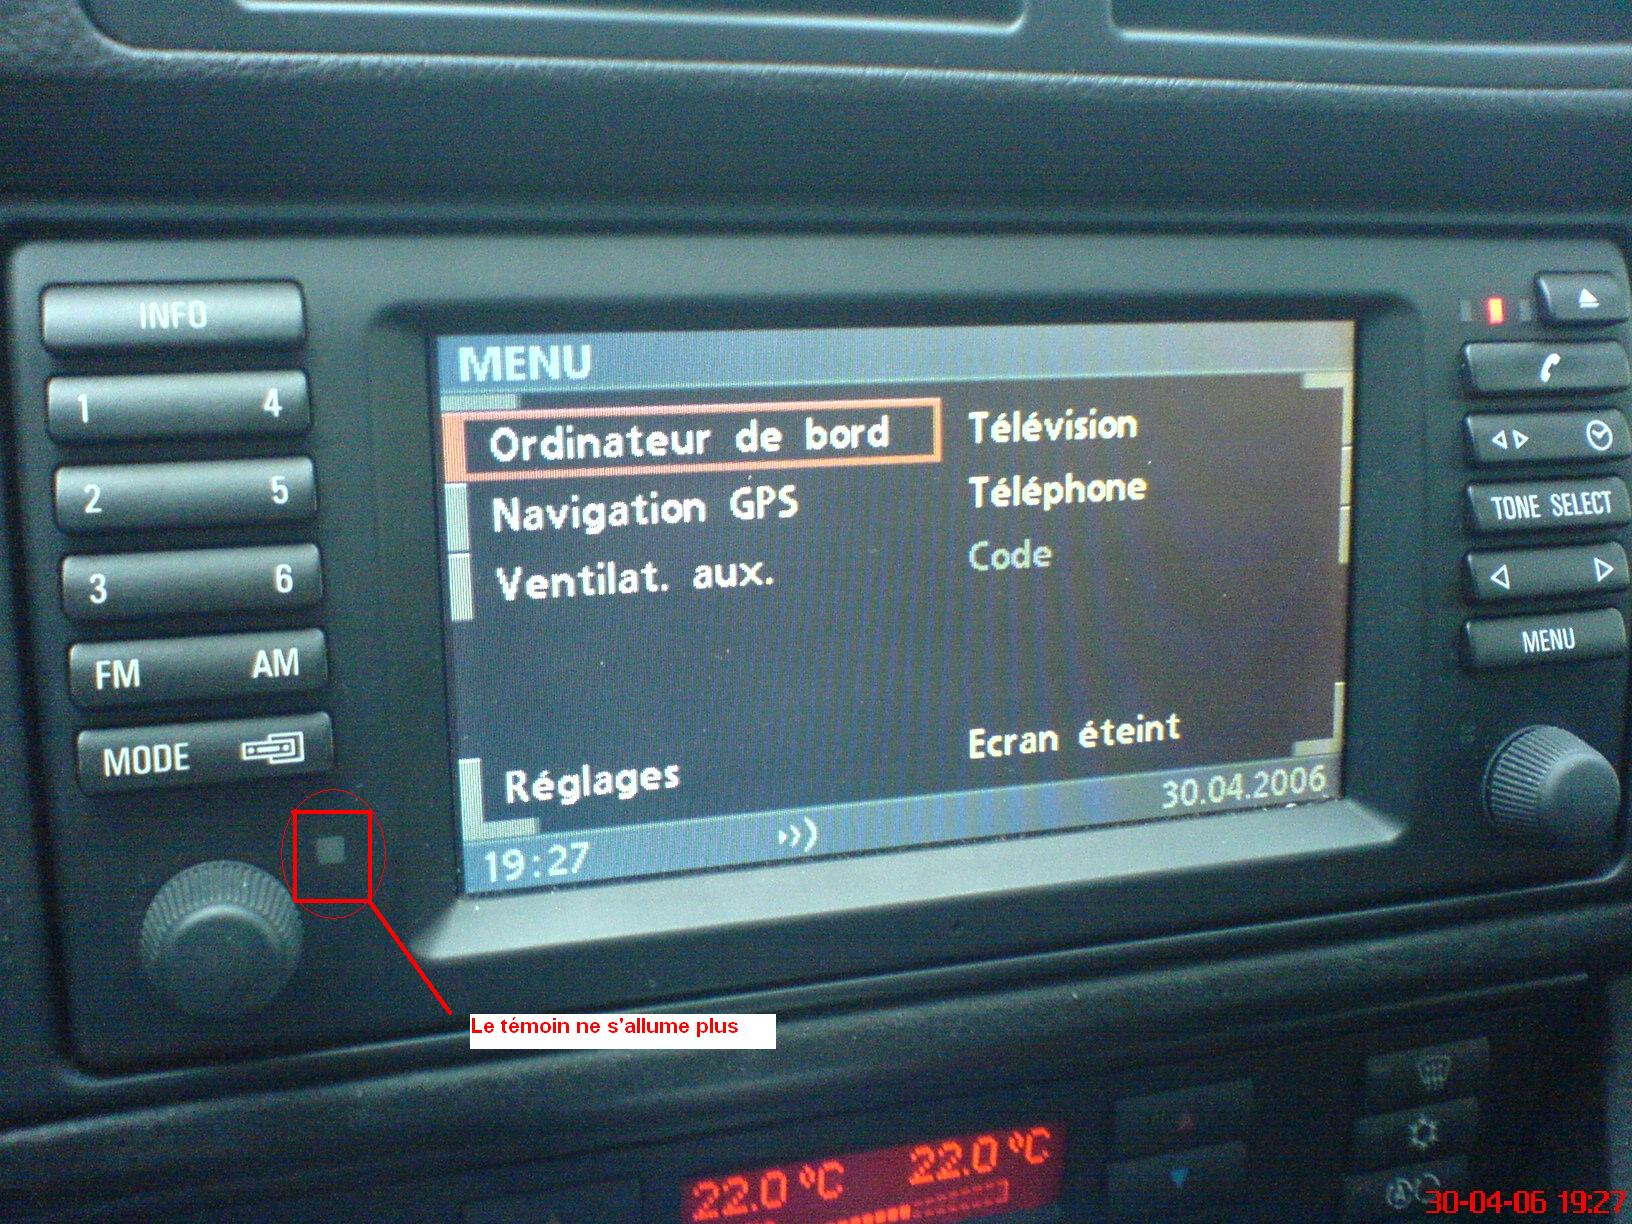 INFO
1 4
2 5
3 6
FM AM
MODE
MENU
Ordinateur de bord
Navigation GPS
Ventilat. aux.
Réglages
Télévision
Téléphone
Code
Ecran éteint
30.04.2006
19:27
TONE SELECT
MENU
Le témoin ne s'allume plus
22.0 °C 22.0 °C
30-04-06 19:27